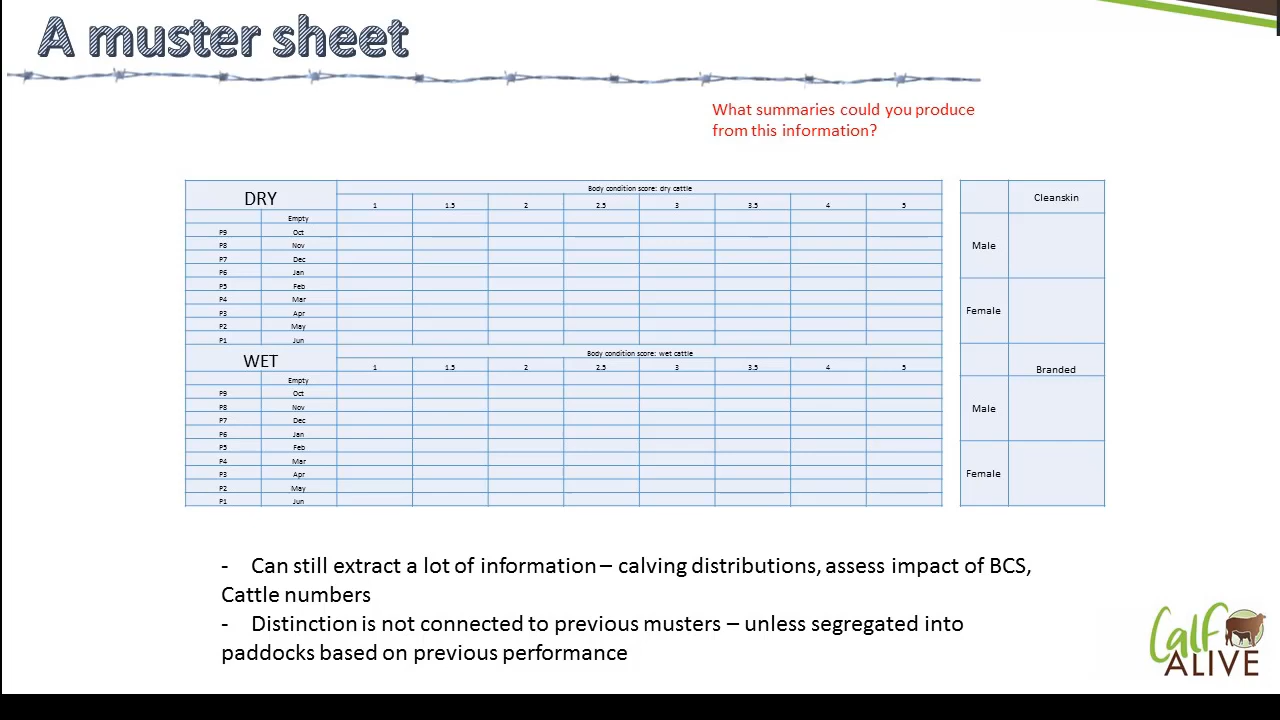 A muster sheet
What summaries could you produce
from this information?
DRY
Body condition score: dry cattle
1 1.5 2 2.5 3 3.5 4 5
Empty
P9 Oct
P8 Nov
P7 Dec
P6 Jan
P5 Feb
P4 Mar
P3 Apr
P2 May
P1 Jun
WET
Body condition score: wet cattle
1 1.5 2 2.5 3 3.5 4 5
Empty
P9 Oct
P8 Nov
P7 Dec
P6 Jan
P5 Feb
P4 Mar
P3 Apr
P2 May
P1 Jun
Cleanskin
Male
Female
Branded
Male
Female
- Can still extract a lot of information – calving distributions, assess impact of BCS,
Cattle numbers
- Distinction is not connected to previous musters – unless segregated into
paddocks based on previous performance
Calf
ALIVE